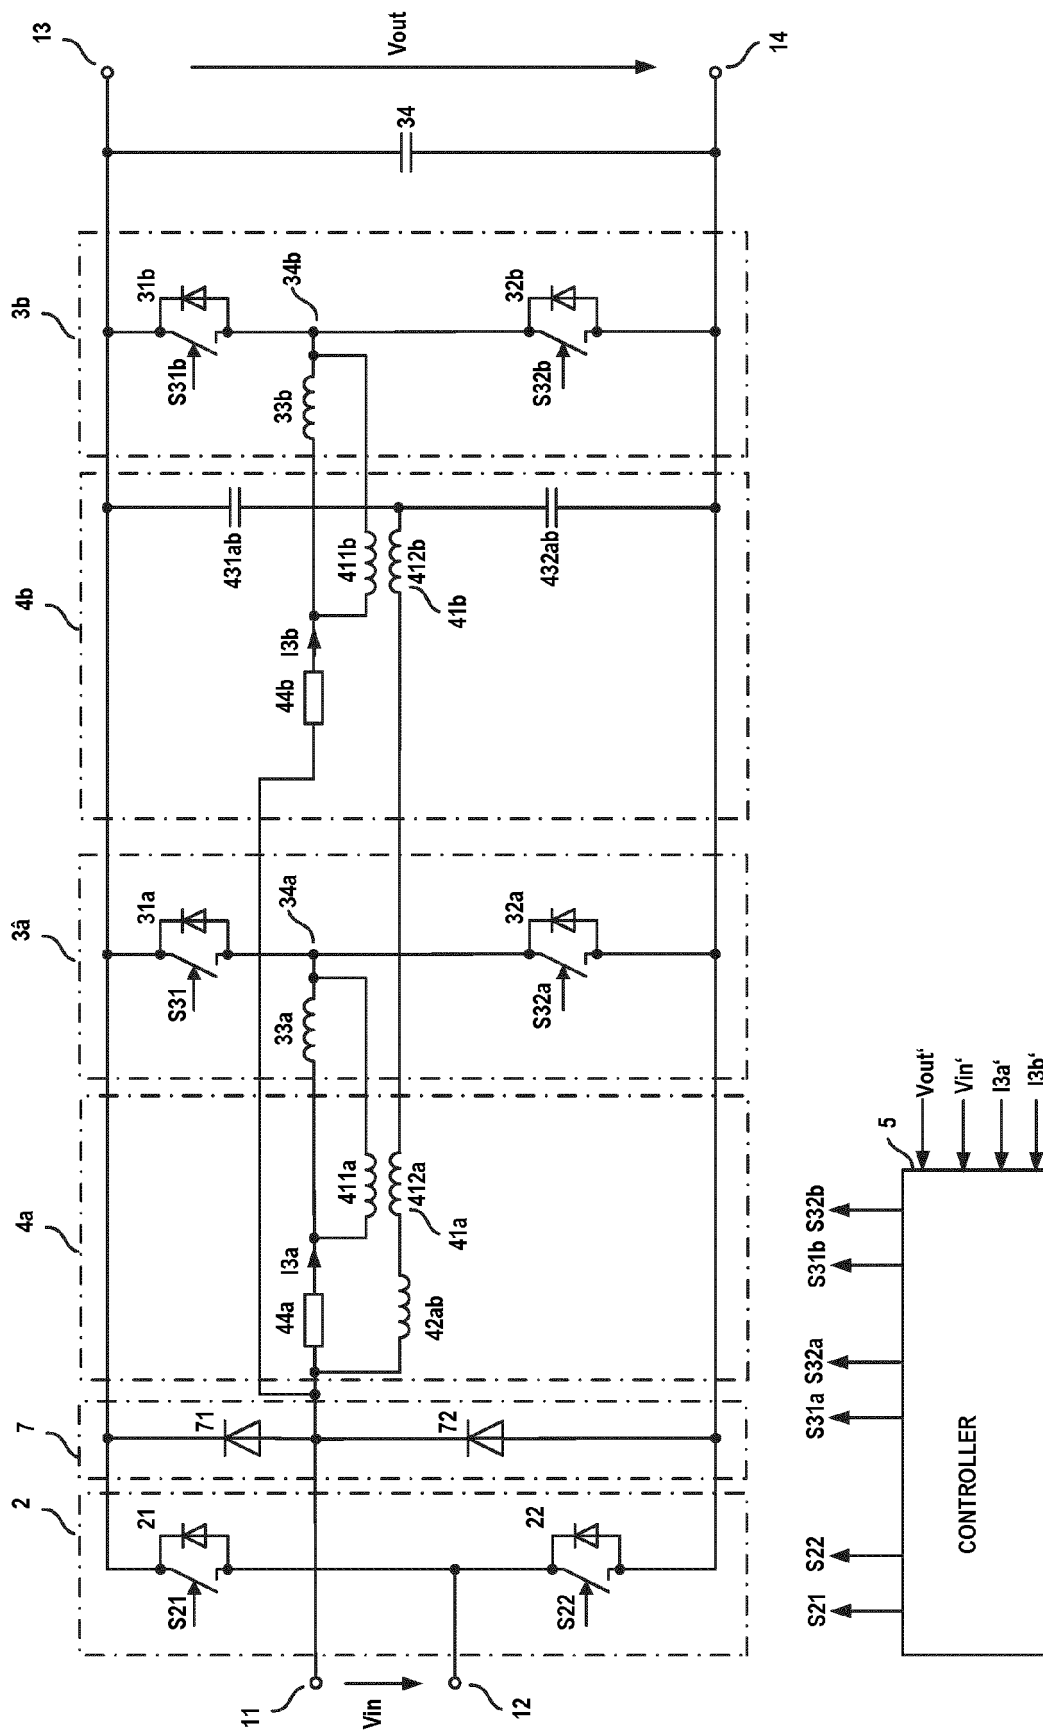 2
7
4a
3a
4b
3b
13
21
S21
71
S31
31a
431ab
S31b
31b
34
Vout
11
Vin
12
44a
I3a
33a
34a
44b
I3b
33b
34b
42ab
411a
412a
41a
411b
412b
41b
S22
22
72
S32a
32a
432ab
S32b
32b
14
S21
S22
S31a
S32a
S31b
S32b
5
CONTROLLER
Vout‘
Vin‘
I3a‘
I3b‘